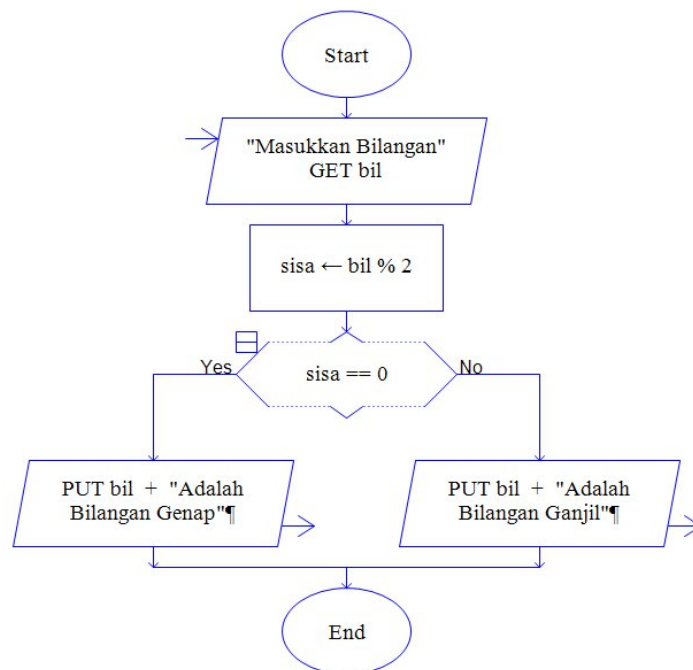 Start
"Masukkan Bilangan"
GET bil
sisa ← bil % 2
Yes
sisa == 0
No
PUT bil + "Adalah
Bilangan Genap"¶
PUT bil + "Adalah
Bilangan Ganjil"¶
End